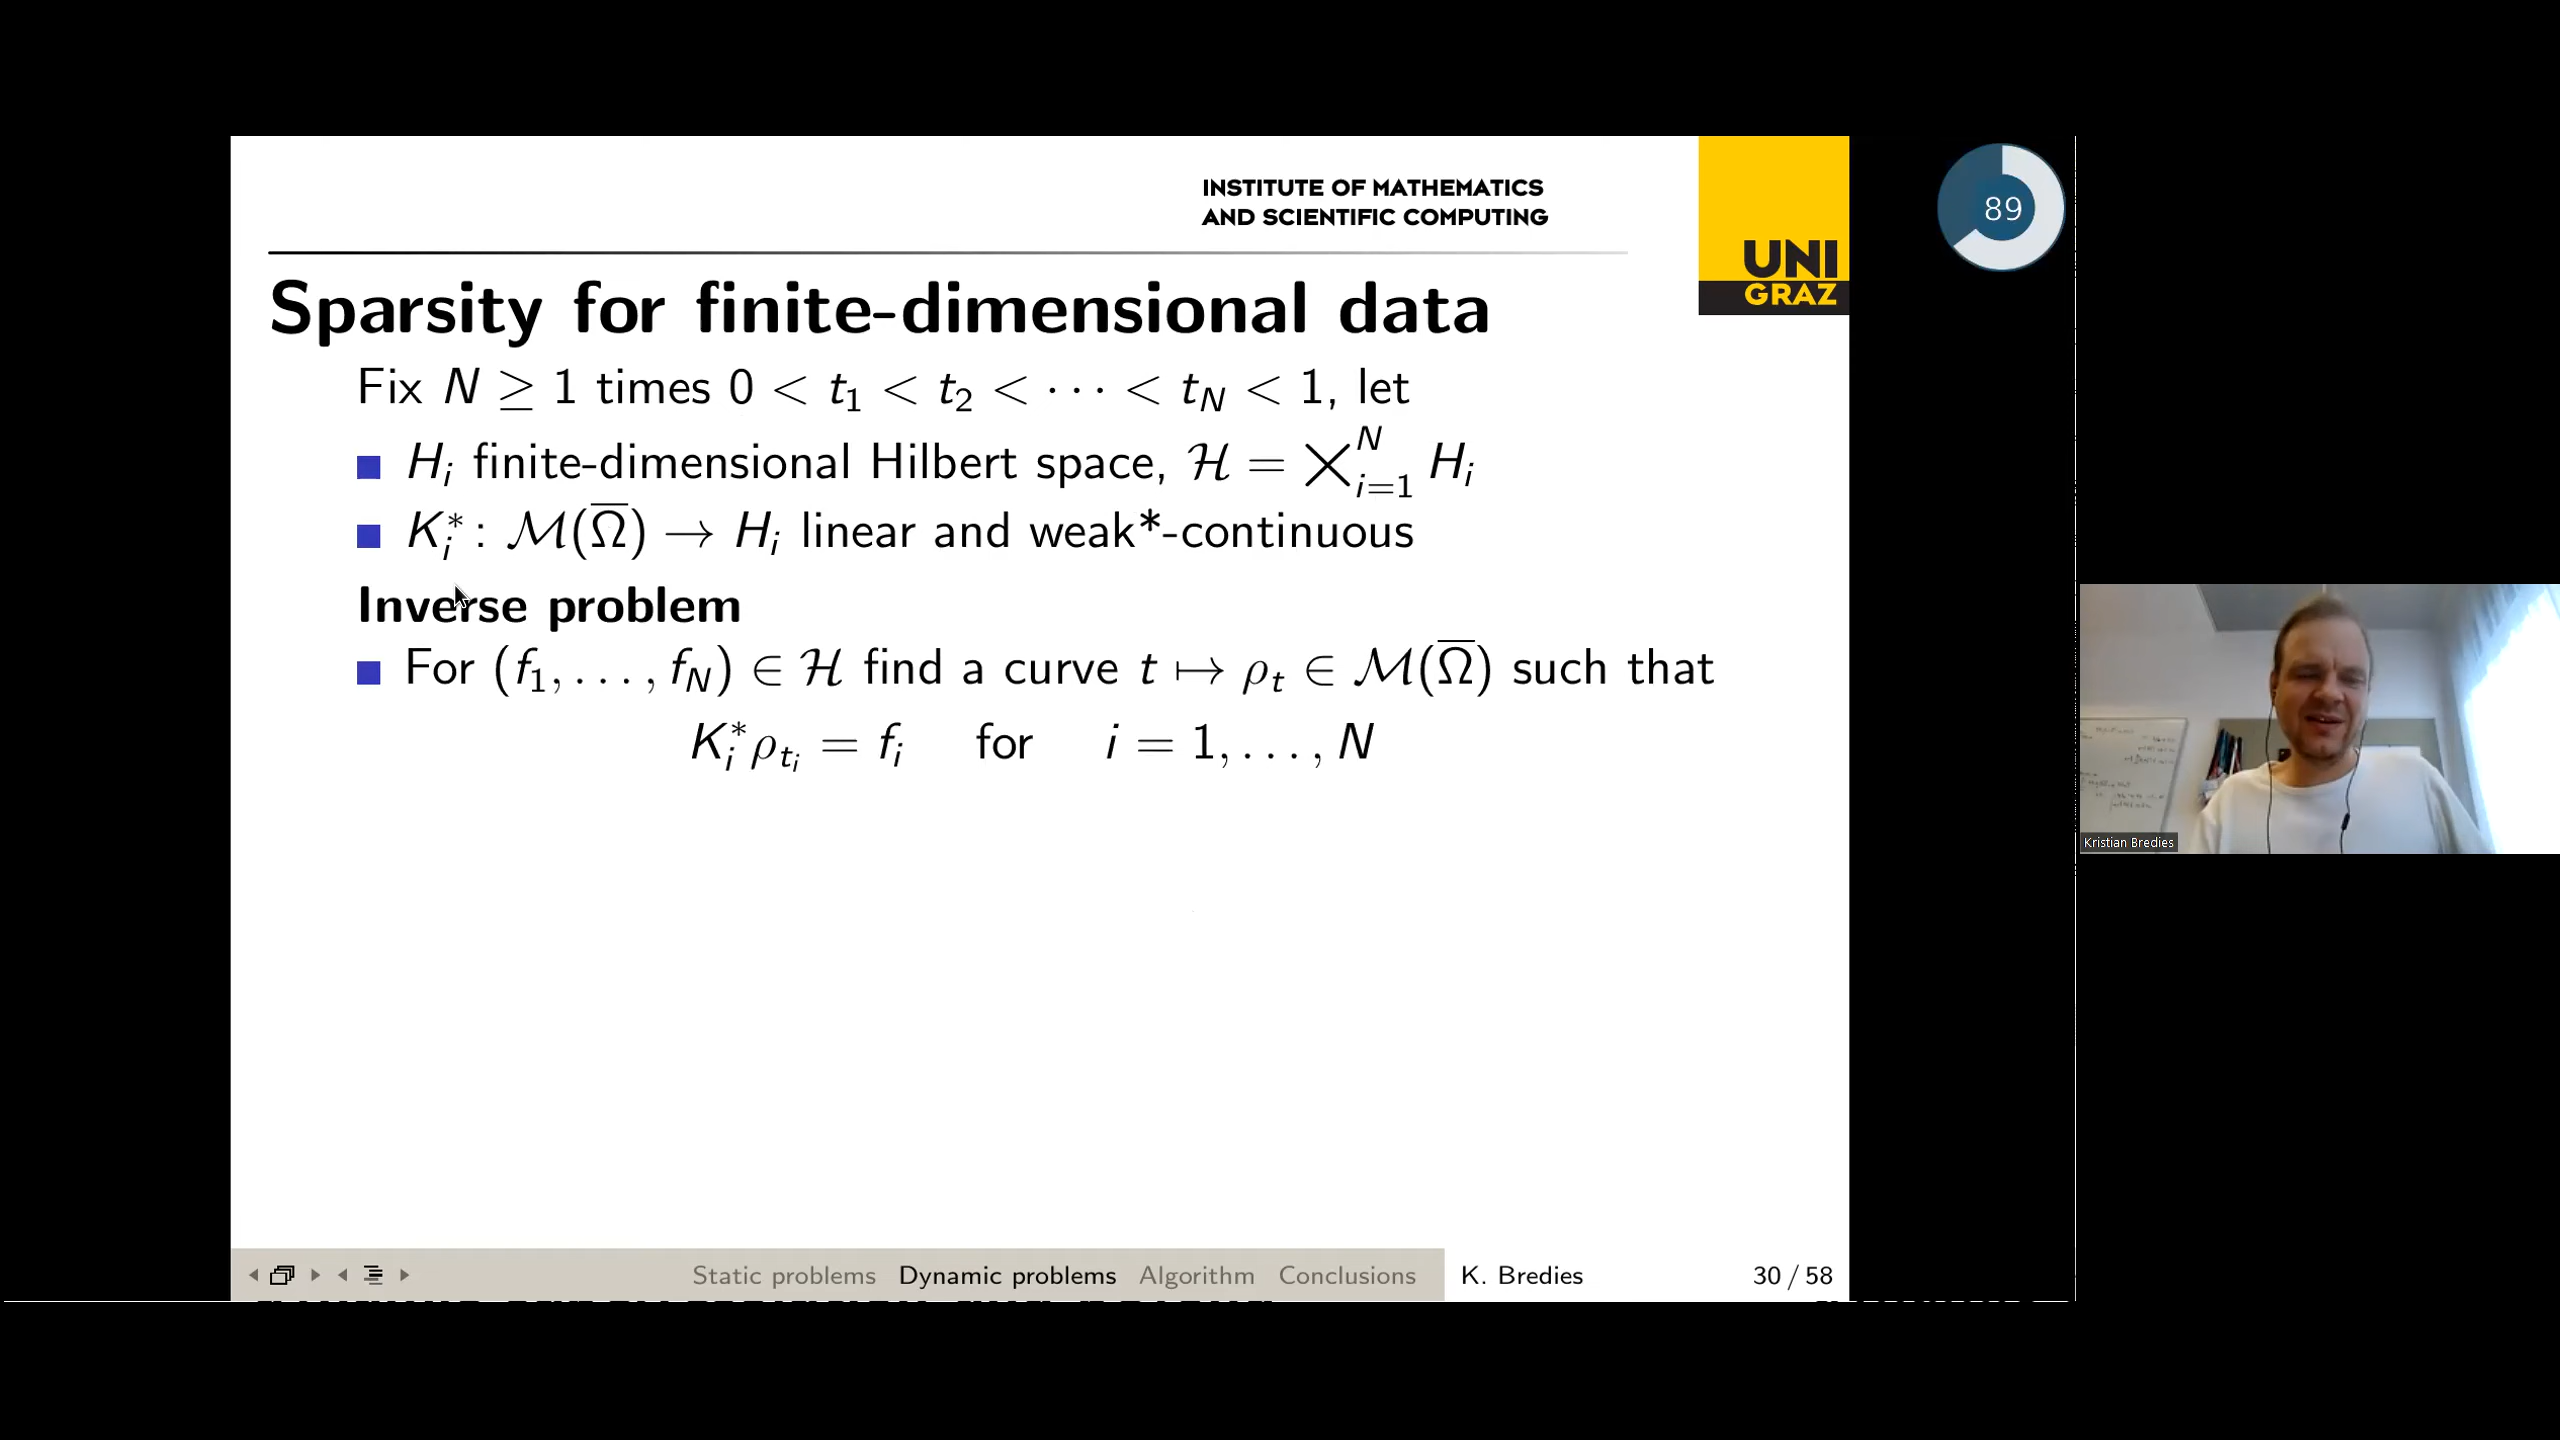 INSTITUTE OF MATHEMATICS
AND SCIENTIFIC COMPUTING
UNI
GRAZ
89
Sparsity for finite-dimensional data
Fix N ≥ 1 times 0 < t₁ < t₂ < ··· < t_N < 1, let
H_i finite-dimensional Hilbert space, ℋ = ⨉_{i=1}^N H_i
K_i^* : ℳ(Ω̅) → H_i linear and weak*-continuous
Inverse problem
For (f₁, . . . , f_N) ∈ ℋ find a curve t ↦ ρ_t ∈ ℳ(Ω̅) such that
K_i^* ρ_{t_i} = f_i for i = 1, . . . , N
Kristian Bredies
Static problems Dynamic problems Algorithm Conclusions K. Bredies 30 / 58